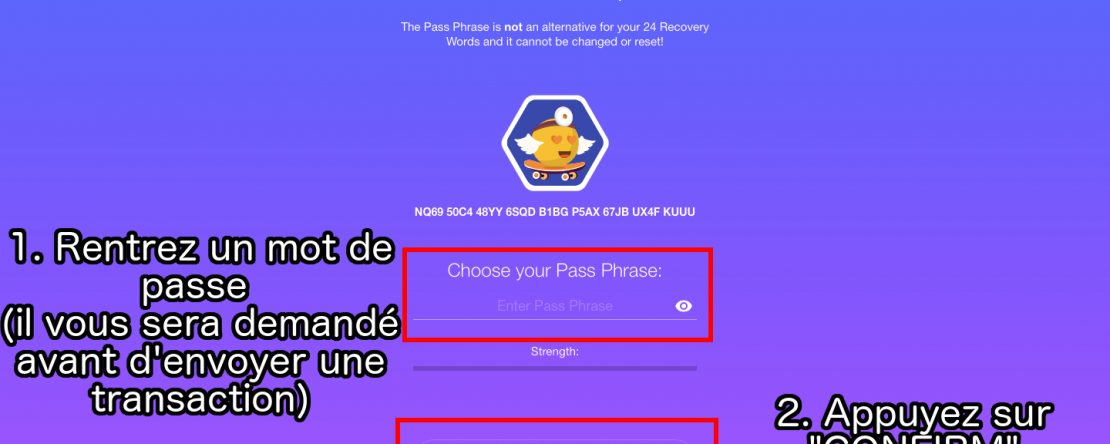 The Pass Phrase is not an alternative for your 24 Recovery
Words and it cannot be changed or reset!
NQ69 50C4 48YY 6SQD B1BG P5AX 67JB UX4F KUUU
1. Rentrez un mot de
passe
(il vous sera demandé
avant d'envoyer une
transaction)
Choose your Pass Phrase:
Enter Pass Phrase
Strength:
2. Appuyez sur
"CONFIRM"